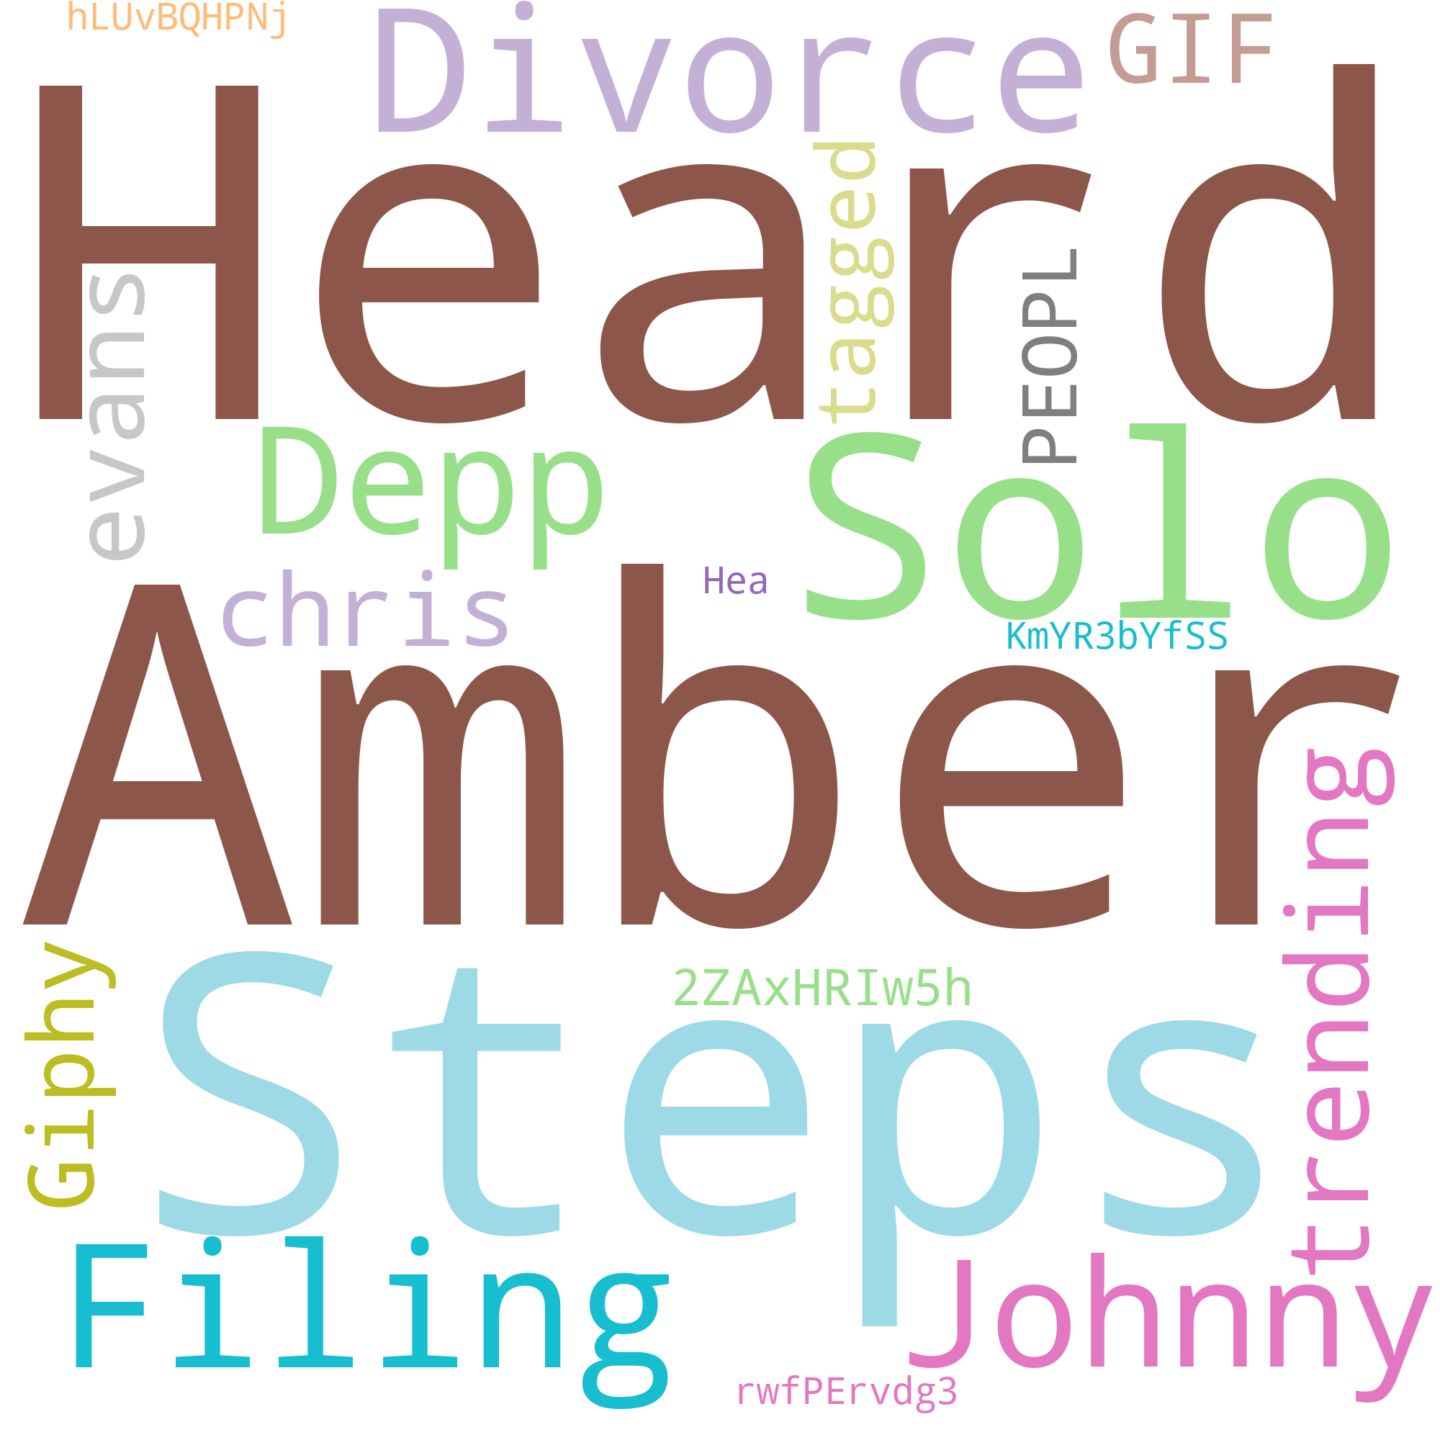 hLUvBQHPNj
Divorce
GIF
Heard
tagged
PEOPL
evans
Depp
Solo
chris
Hea
KmYR3bYfSS
Amber
trending
Giphy
2ZAxHRIw5h
Steps
Filing
Johnny
rwfPErvdg3